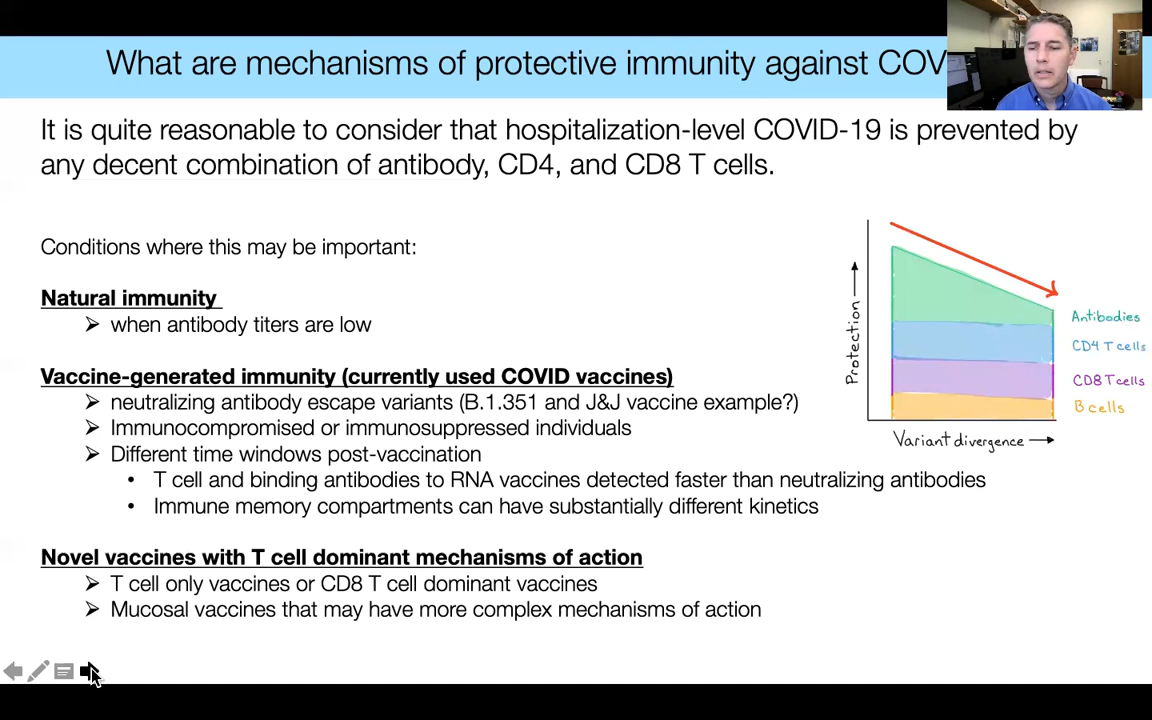 What are mechanisms of protective immunity against COV
It is quite reasonable to consider that hospitalization-level COVID-19 is prevented by
any decent combination of antibody, CD4, and CD8 T cells.
Conditions where this may be important:
Natural immunity
➢ when antibody titers are low
Vaccine-generated immunity (currently used COVID vaccines)
➢ neutralizing antibody escape variants (B.1.351 and J&J vaccine example?)
➢ Immunocompromised or immunosuppressed individuals
➢ Different time windows post-vaccination
• T cell and binding antibodies to RNA vaccines detected faster than neutralizing antibodies
• Immune memory compartments can have substantially different kinetics
Novel vaccines with T cell dominant mechanisms of action
➢ T cell only vaccines or CD8 T cell dominant vaccines
➢ Mucosal vaccines that may have more complex mechanisms of action
Protection
Antibodies
CD4 T cells
CD8 T cells
B cells
Variant divergence